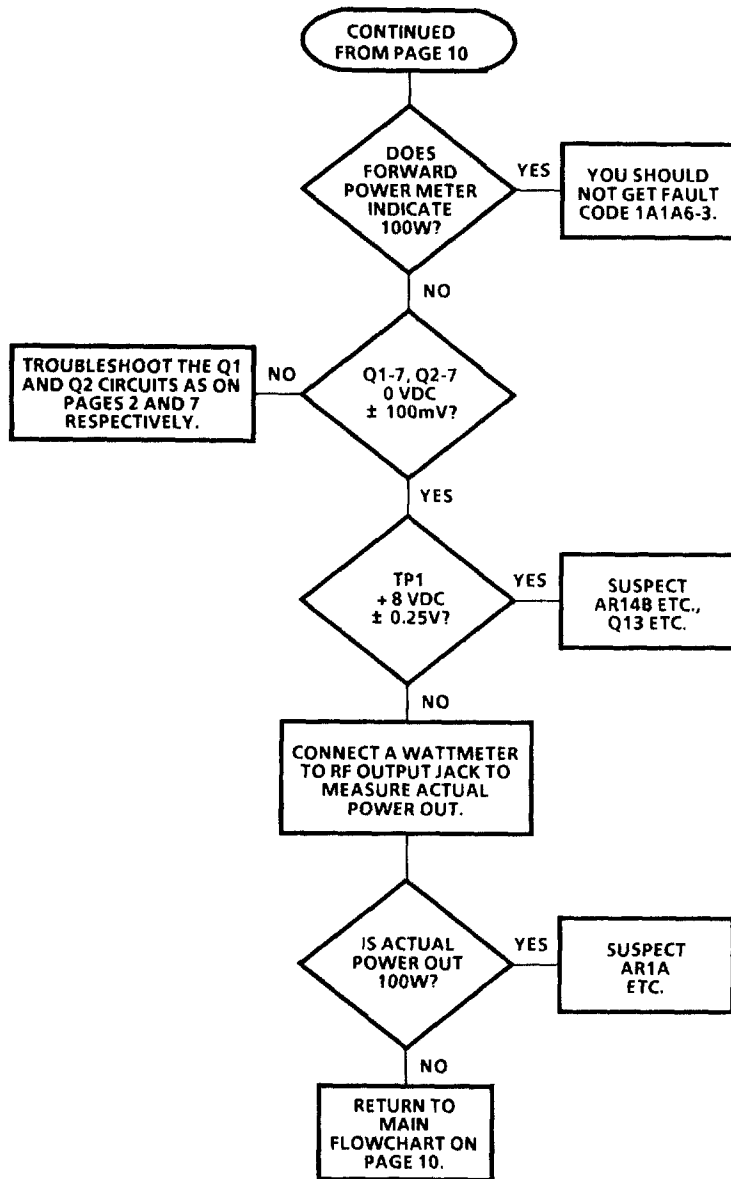 CONTINUED
FROM PAGE 10
DOES
FORWARD
POWER METER
INDICATE
100W?
YES
YOU SHOULD
NOT GET FAULT
CODE 1A1A6-3.
NO
Q1-7, Q2-7
0 VDC
± 100mV?
NO
TROUBLESHOOT THE Q1
AND Q2 CIRCUITS AS ON
PAGES 2 AND 7
RESPECTIVELY.
YES
TP1
+ 8 VDC
± 0.25V?
YES
SUSPECT
AR14B ETC.,
Q13 ETC.
NO
CONNECT A WATTMETER
TO RF OUTPUT JACK TO
MEASURE ACTUAL
POWER OUT.
IS ACTUAL
POWER OUT
100W?
YES
SUSPECT
AR1A
ETC.
NO
RETURN TO
MAIN
FLOWCHART ON
PAGE 10.